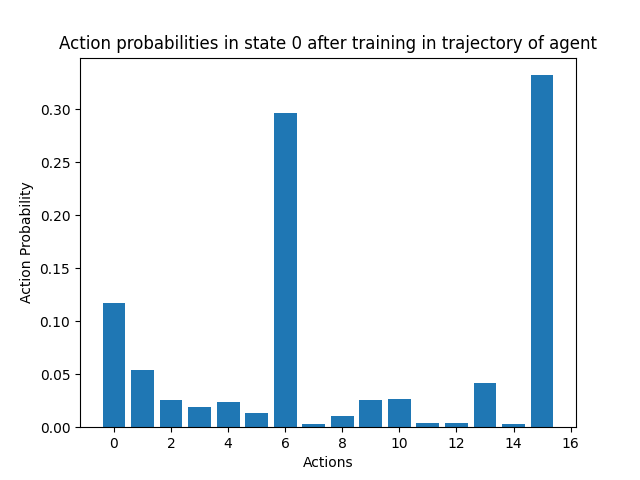 Action probabilities in state 0 after training in trajectory of agent
0.30
0.25
0.20
0.15
0.10
0.05
0.00
Action Probability
0 2 4 6 8 10 12 14 16
Actions